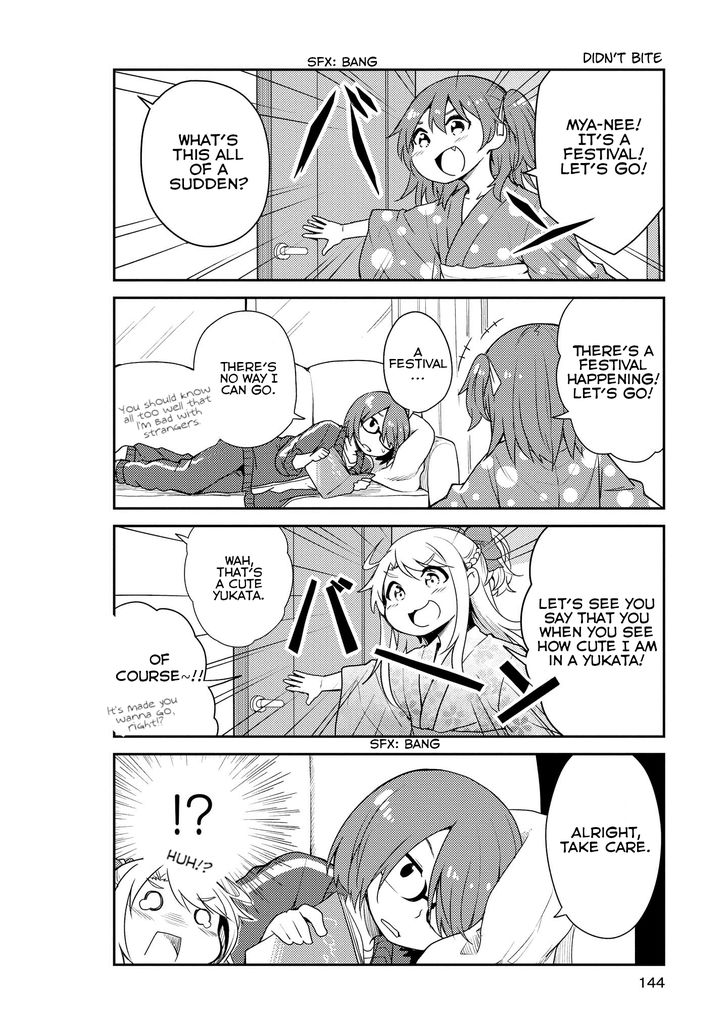 DIDN'T BITE
SFX: BANG
MYA-NEE!
IT'S A
FESTIVAL!
LET'S GO!
WHAT'S
THIS ALL
OF A
SUDDEN?
THERE'S A
FESTIVAL
HAPPENING!
LET'S GO!
A
FESTIVAL
...
THERE'S
NO WAY I
CAN GO.
You should know
all too well that
I'm bad with
strangers.
LET'S SEE YOU
SAY THAT YOU
WHEN YOU SEE
HOW CUTE I AM
IN A YUKATA!
バーン
WAH,
THAT'S
A CUTE
YUKATA.
OF
COURSE~!!
It's made you
wanna go,
right!?
SFX: BANG
ALRIGHT,
TAKE CARE.
!?
HUH!?
144